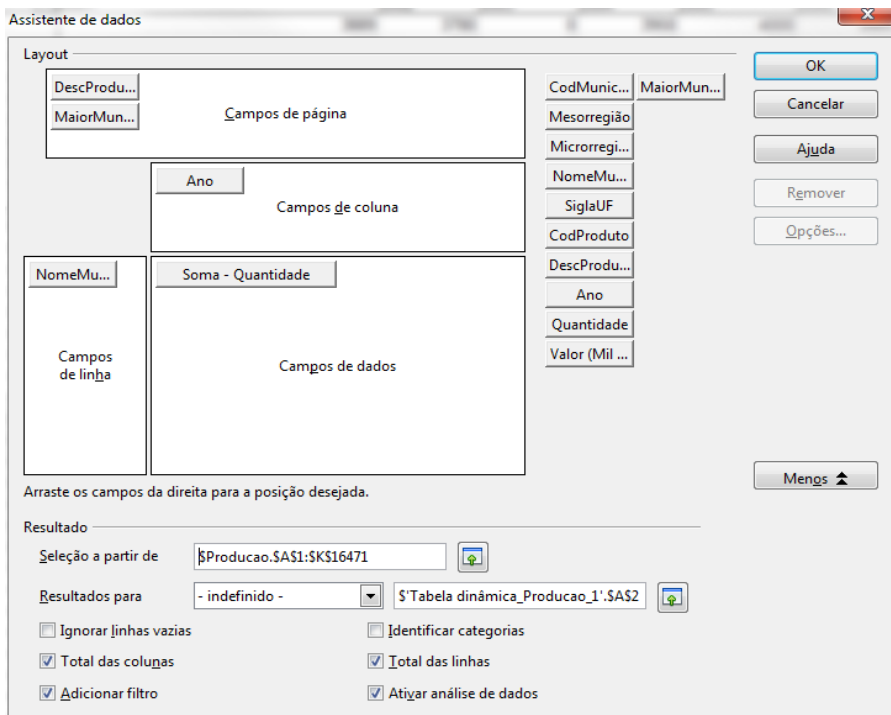 Assistente de dados
Layout
DescProdu...
MaiorMun...
Campos de página
Ano
Campos de coluna
NomeMu...
Campos
de linha
Soma - Quantidade
Campos de dados
CodMunic... MaiorMun...
Mesorregião
Microrregi...
NomeMu...
SiglaUF
CodProduto
DescProdu...
Ano
Quantidade
Valor (Mil ...
OK
Cancelar
Ajuda
Remover
Opções...
Menos
Arraste os campos da direita para a posição desejada.
Resultado
Seleção a partir de $Producao.$A$1:$K$16471
Resultados para - indefinido - $'Tabela dinâmica_Producao_1'.$A$2
Ignorar linhas vazias Identificar categorias
Total das colunas Total das linhas
Adicionar filtro Ativar análise de dados